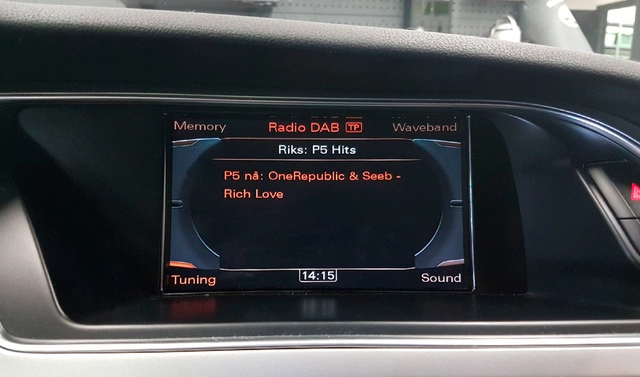 Memory Radio DAB TP Waveband
Riks: P5 Hits
P5 nå: OneRepublic & Seeb -
Rich Love
Tuning 14:15 Sound